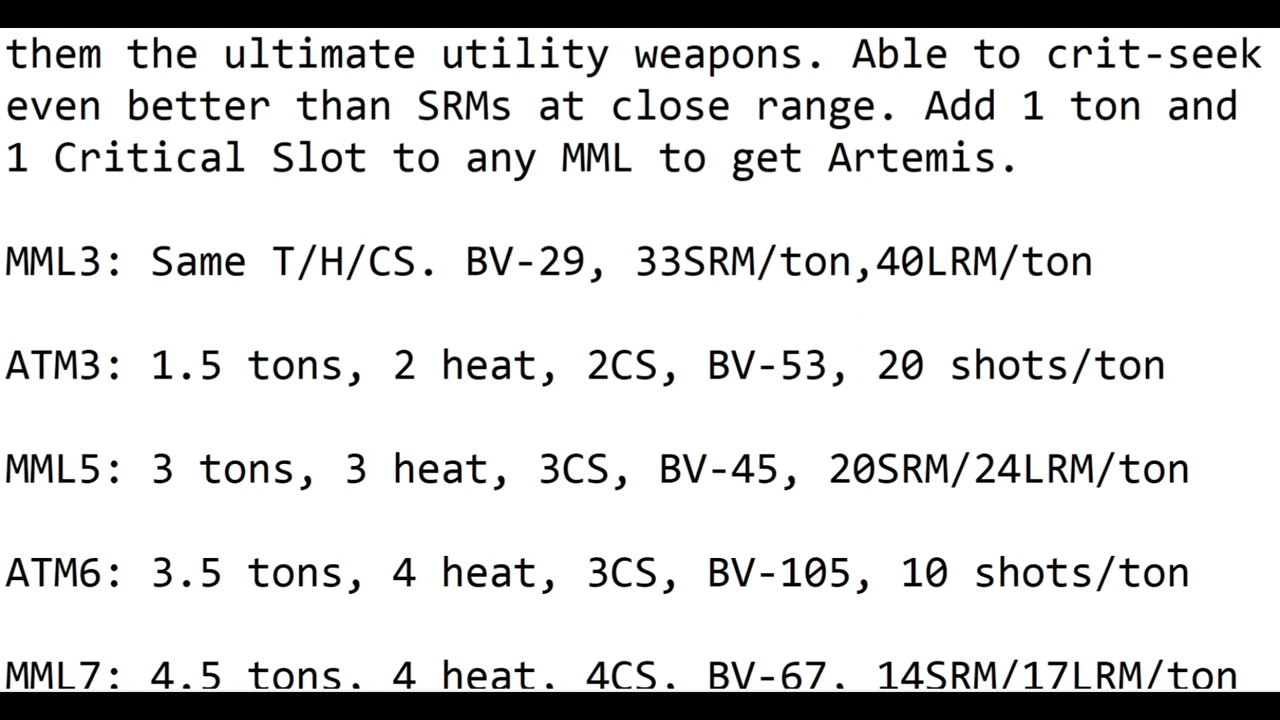 them the ultimate utility weapons. Able to crit-seek
even better than SRMs at close range. Add 1 ton and
1 Critical Slot to any MML to get Artemis.
MML3: Same T/H/CS. BV-29, 33SRM/ton,40LRM/ton
ATM3: 1.5 tons, 2 heat, 2CS, BV-53, 20 shots/ton
MML5: 3 tons, 3 heat, 3CS, BV-45, 20SRM/24LRM/ton
ATM6: 3.5 tons, 4 heat, 3CS, BV-105, 10 shots/ton
MML7: 4.5 tons, 4 heat, 4CS, BV-67, 14SRM/17LRM/ton